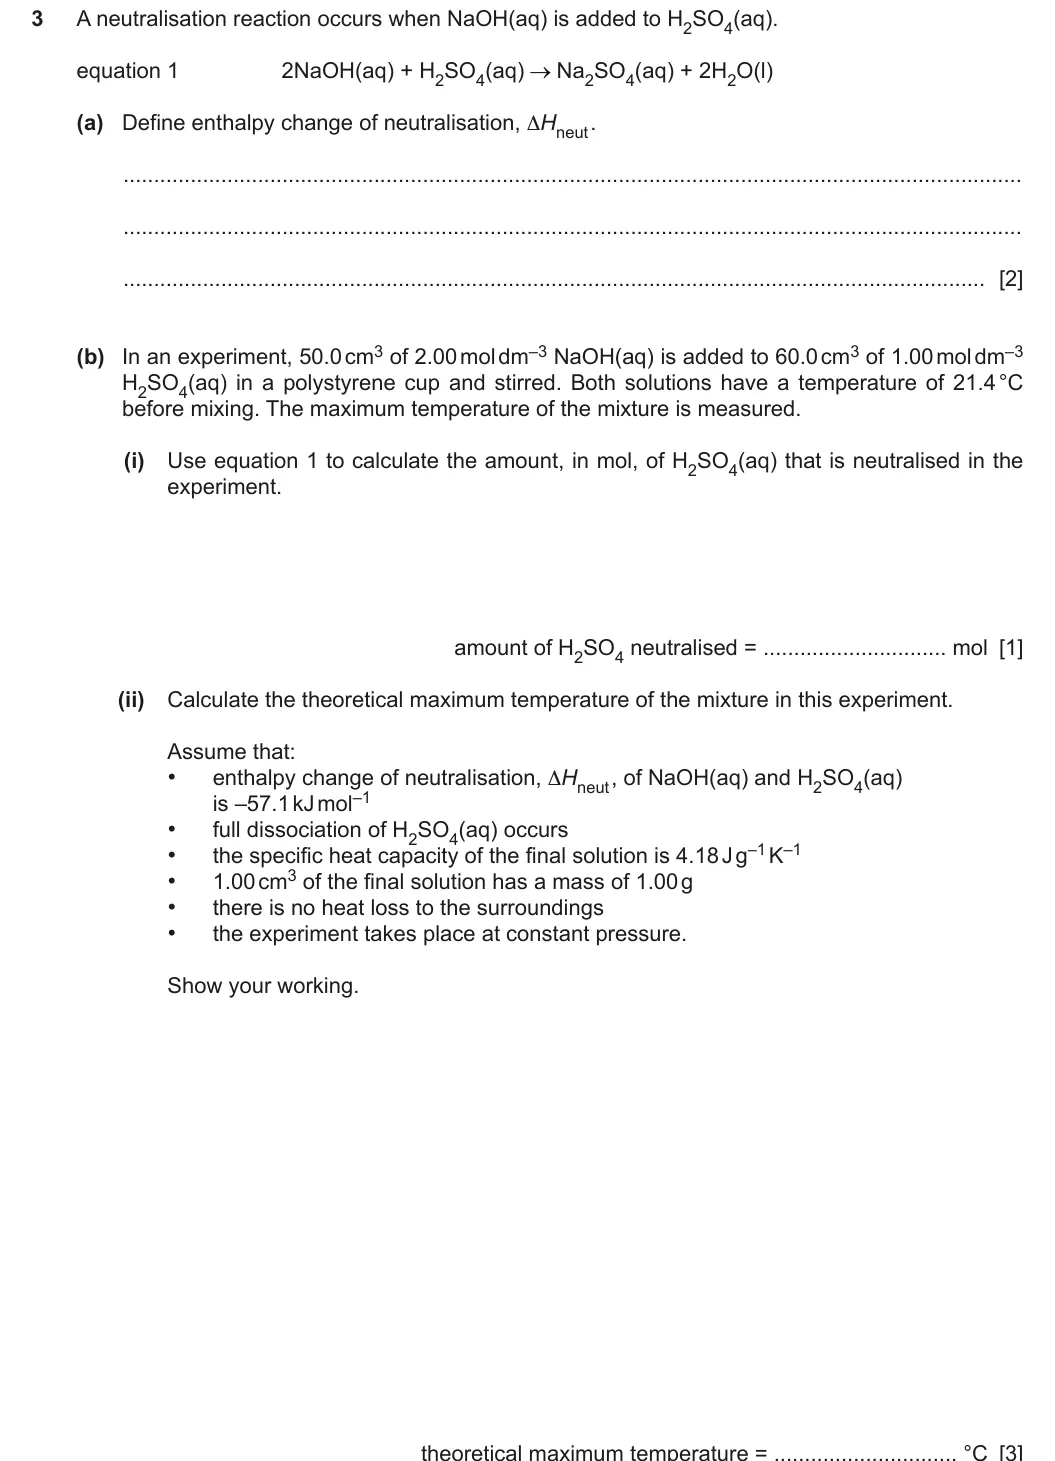 3 A neutralisation reaction occurs when NaOH(aq) is added to H₂SO₄(aq).
equation 1 2NaOH(aq) + H₂SO₄(aq) → Na₂SO₄(aq) + 2H₂O(l)
(a) Define enthalpy change of neutralisation, ΔHneut.
..........................................................................................
..........................................................................................
.......................................................................................... [2]
(b) In an experiment, 50.0 cm³ of 2.00 mol dm⁻³ NaOH(aq) is added to 60.0 cm³ of 1.00 mol dm⁻³
H₂SO₄(aq) in a polystyrene cup and stirred. Both solutions have a temperature of 21.4 °C
before mixing. The maximum temperature of the mixture is measured.
(i) Use equation 1 to calculate the amount, in mol, of H₂SO₄(aq) that is neutralised in the
experiment.
amount of H₂SO₄ neutralised = .............................. mol [1]
(ii) Calculate the theoretical maximum temperature of the mixture in this experiment.
Assume that:
• enthalpy change of neutralisation, ΔHneut, of NaOH(aq) and H₂SO₄(aq)
is –57.1 kJ mol⁻¹
• full dissociation of H₂SO₄(aq) occurs
• the specific heat capacity of the final solution is 4.18 J g⁻¹ K⁻¹
• 1.00 cm³ of the final solution has a mass of 1.00 g
• there is no heat loss to the surroundings
• the experiment takes place at constant pressure.
Show your working.
theoretical maximum temperature = .............................. °C [3]